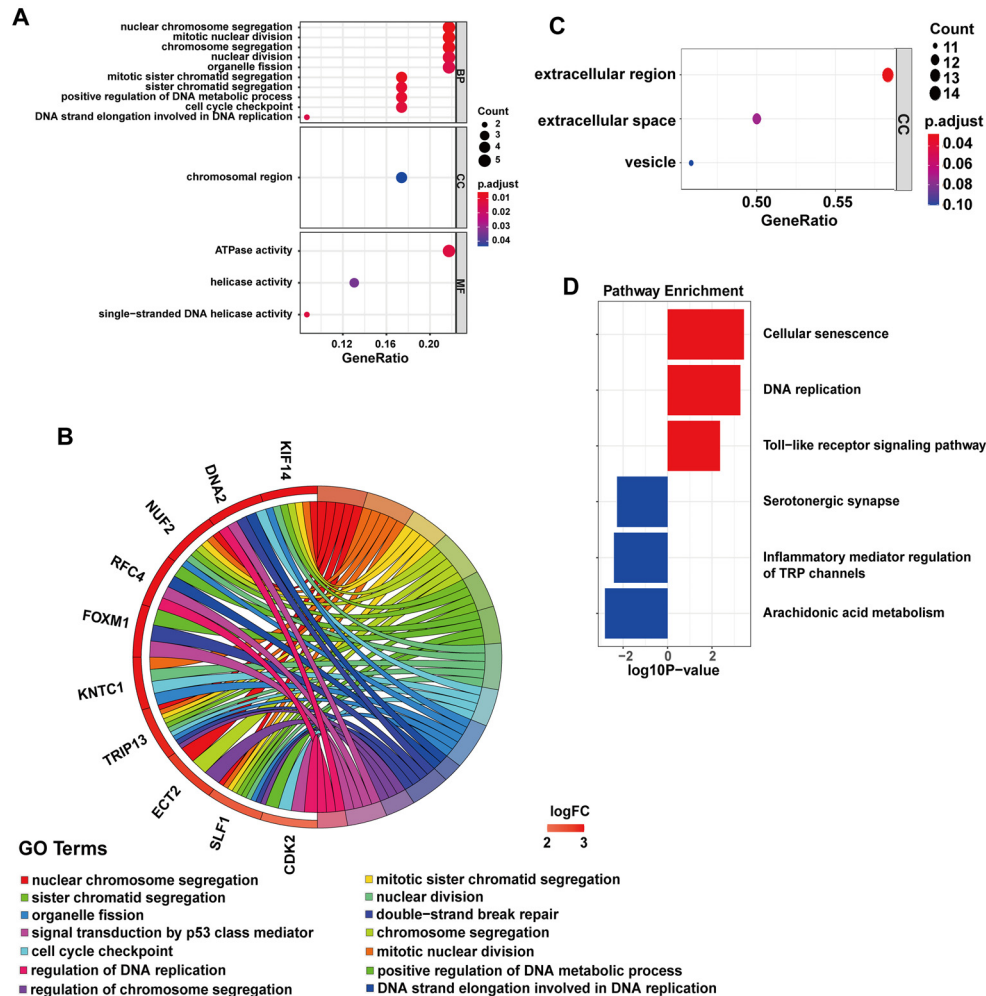 A
nuclear chromosome segregation
mitotic nuclear division
chromosome segregation
nuclear division
organelle fission
mitotic sister chromatid segregation
sister chromatid segregation
positive regulation of DNA metabolic process
cell cycle checkpoint
DNA strand elongation involved in DNA replication
BP
chromosomal region
CC
ATPase activity
helicase activity
single−stranded DNA helicase activity
MF
0.12 0.16 0.20
GeneRatio
Count
2
3
4
5
p.adjust
0.01
0.02
0.03
0.04
C
extracellular region
extracellular space
vesicle
CC
0.50 0.55
GeneRatio
Count
11
12
13
14
p.adjust
0.04
0.06
0.08
0.10
D
Pathway Enrichment
Cellular senescence
DNA replication
Toll−like receptor signaling pathway
Serotonergic synapse
Inflammatory mediator regulation
of TRP channels
Arachidonic acid metabolism
−2 0 2
log10P−value
B
KIF14
DNA2
NUF2
RFC4
FOXM1
KNTC1
TRIP13
ECT2
SLF1
CDK2
logFC
2 3
GO Terms
nuclear chromosome segregation
sister chromatid segregation
organelle fission
signal transduction by p53 class mediator
cell cycle checkpoint
regulation of DNA replication
regulation of chromosome segregation
mitotic sister chromatid segregation
nuclear division
double−strand break repair
chromosome segregation
mitotic nuclear division
positive regulation of DNA metabolic process
DNA strand elongation involved in DNA replication